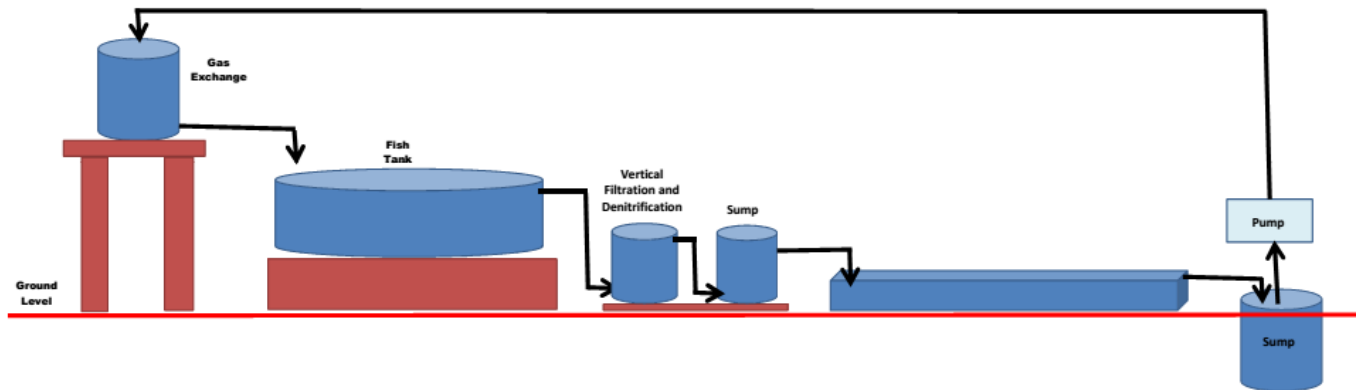 Gas
Exchange
Fish
Tank
Vertical
Filtration and
Denitrification
Sump
Pump
Ground
Level
Sump